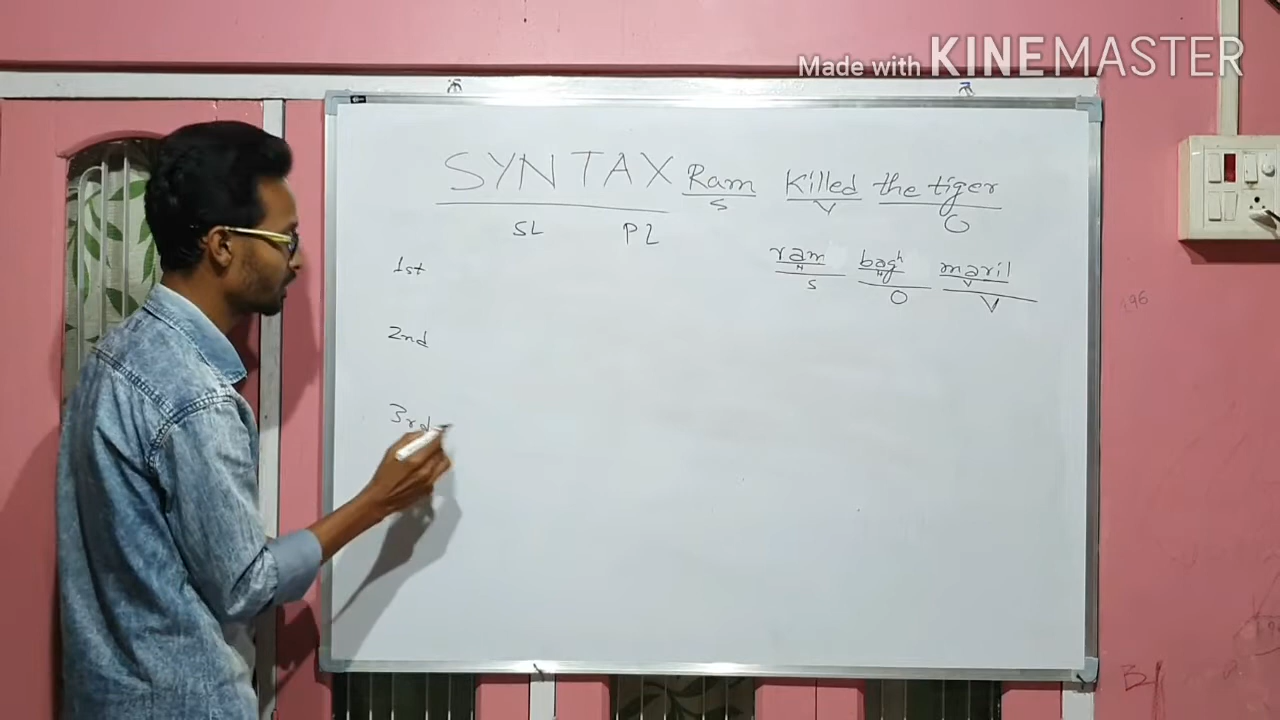 Made with KINEMASTER
SYNTAX Ram Killed the tiger
S V O
SL PL
ram bagh maril
N N V
S O V
1st
2nd
3rd